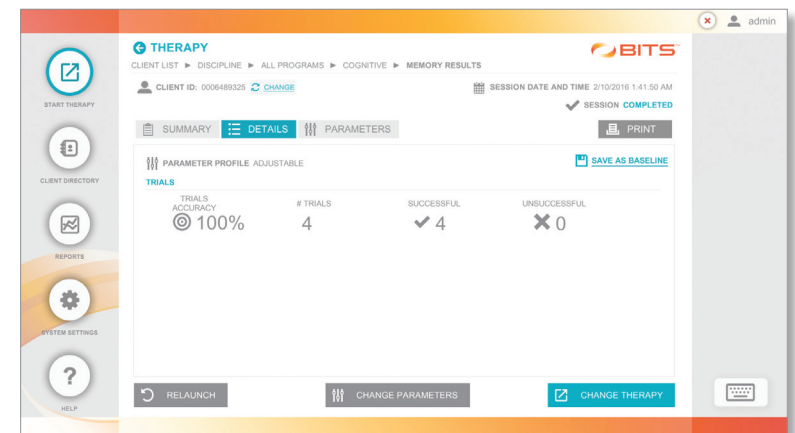 admin
THERAPY
BITS
CLIENT LIST ► DISCIPLINE ► ALL PROGRAMS ► COGNITIVE ► MEMORY RESULTS
CLIENT ID: 0006489325 CHANGE
SESSION DATE AND TIME 2/10/2016 1:41:50 AM
SESSION COMPLETED
START THERAPY
SUMMARY DETAILS PARAMETERS PRINT
PARAMETER PROFILE ADJUSTABLE
SAVE AS BASELINE
CLIENT DIRECTORY
TRIALS
TRIALS ACCURACY # TRIALS SUCCESSFUL UNSUCCESSFUL
100% 4 4 0
REPORTS
SYSTEM SETTINGS
?
HELP
RELAUNCH CHANGE PARAMETERS CHANGE THERAPY